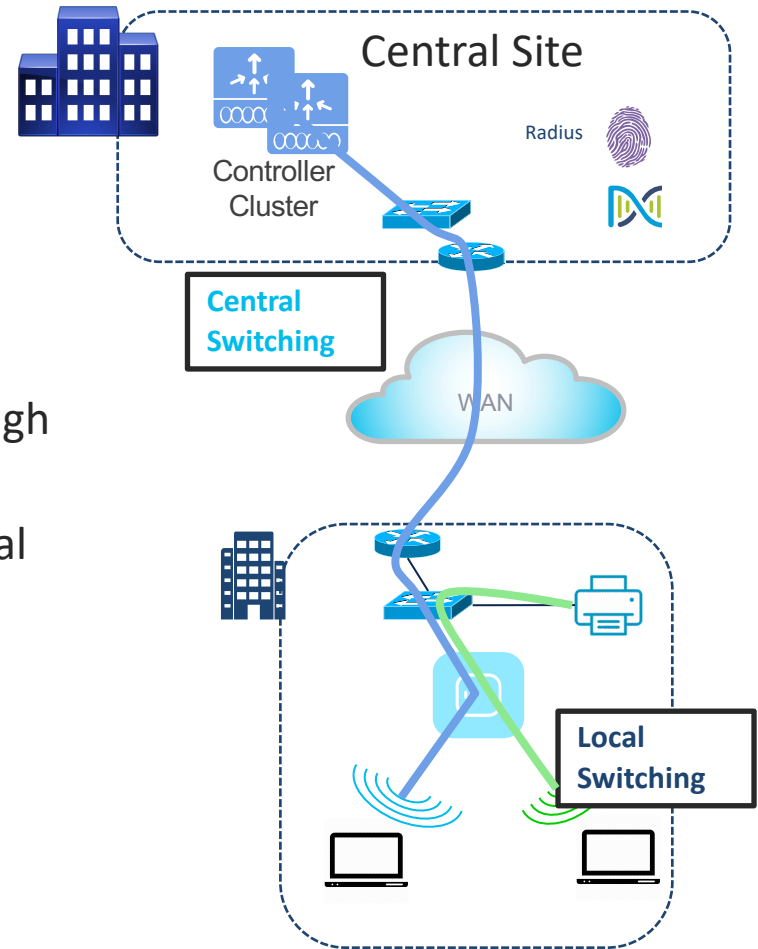 Central Site
Radius
Controller
Cluster
Central
Switching
WAN
gh
al
Local
Switching